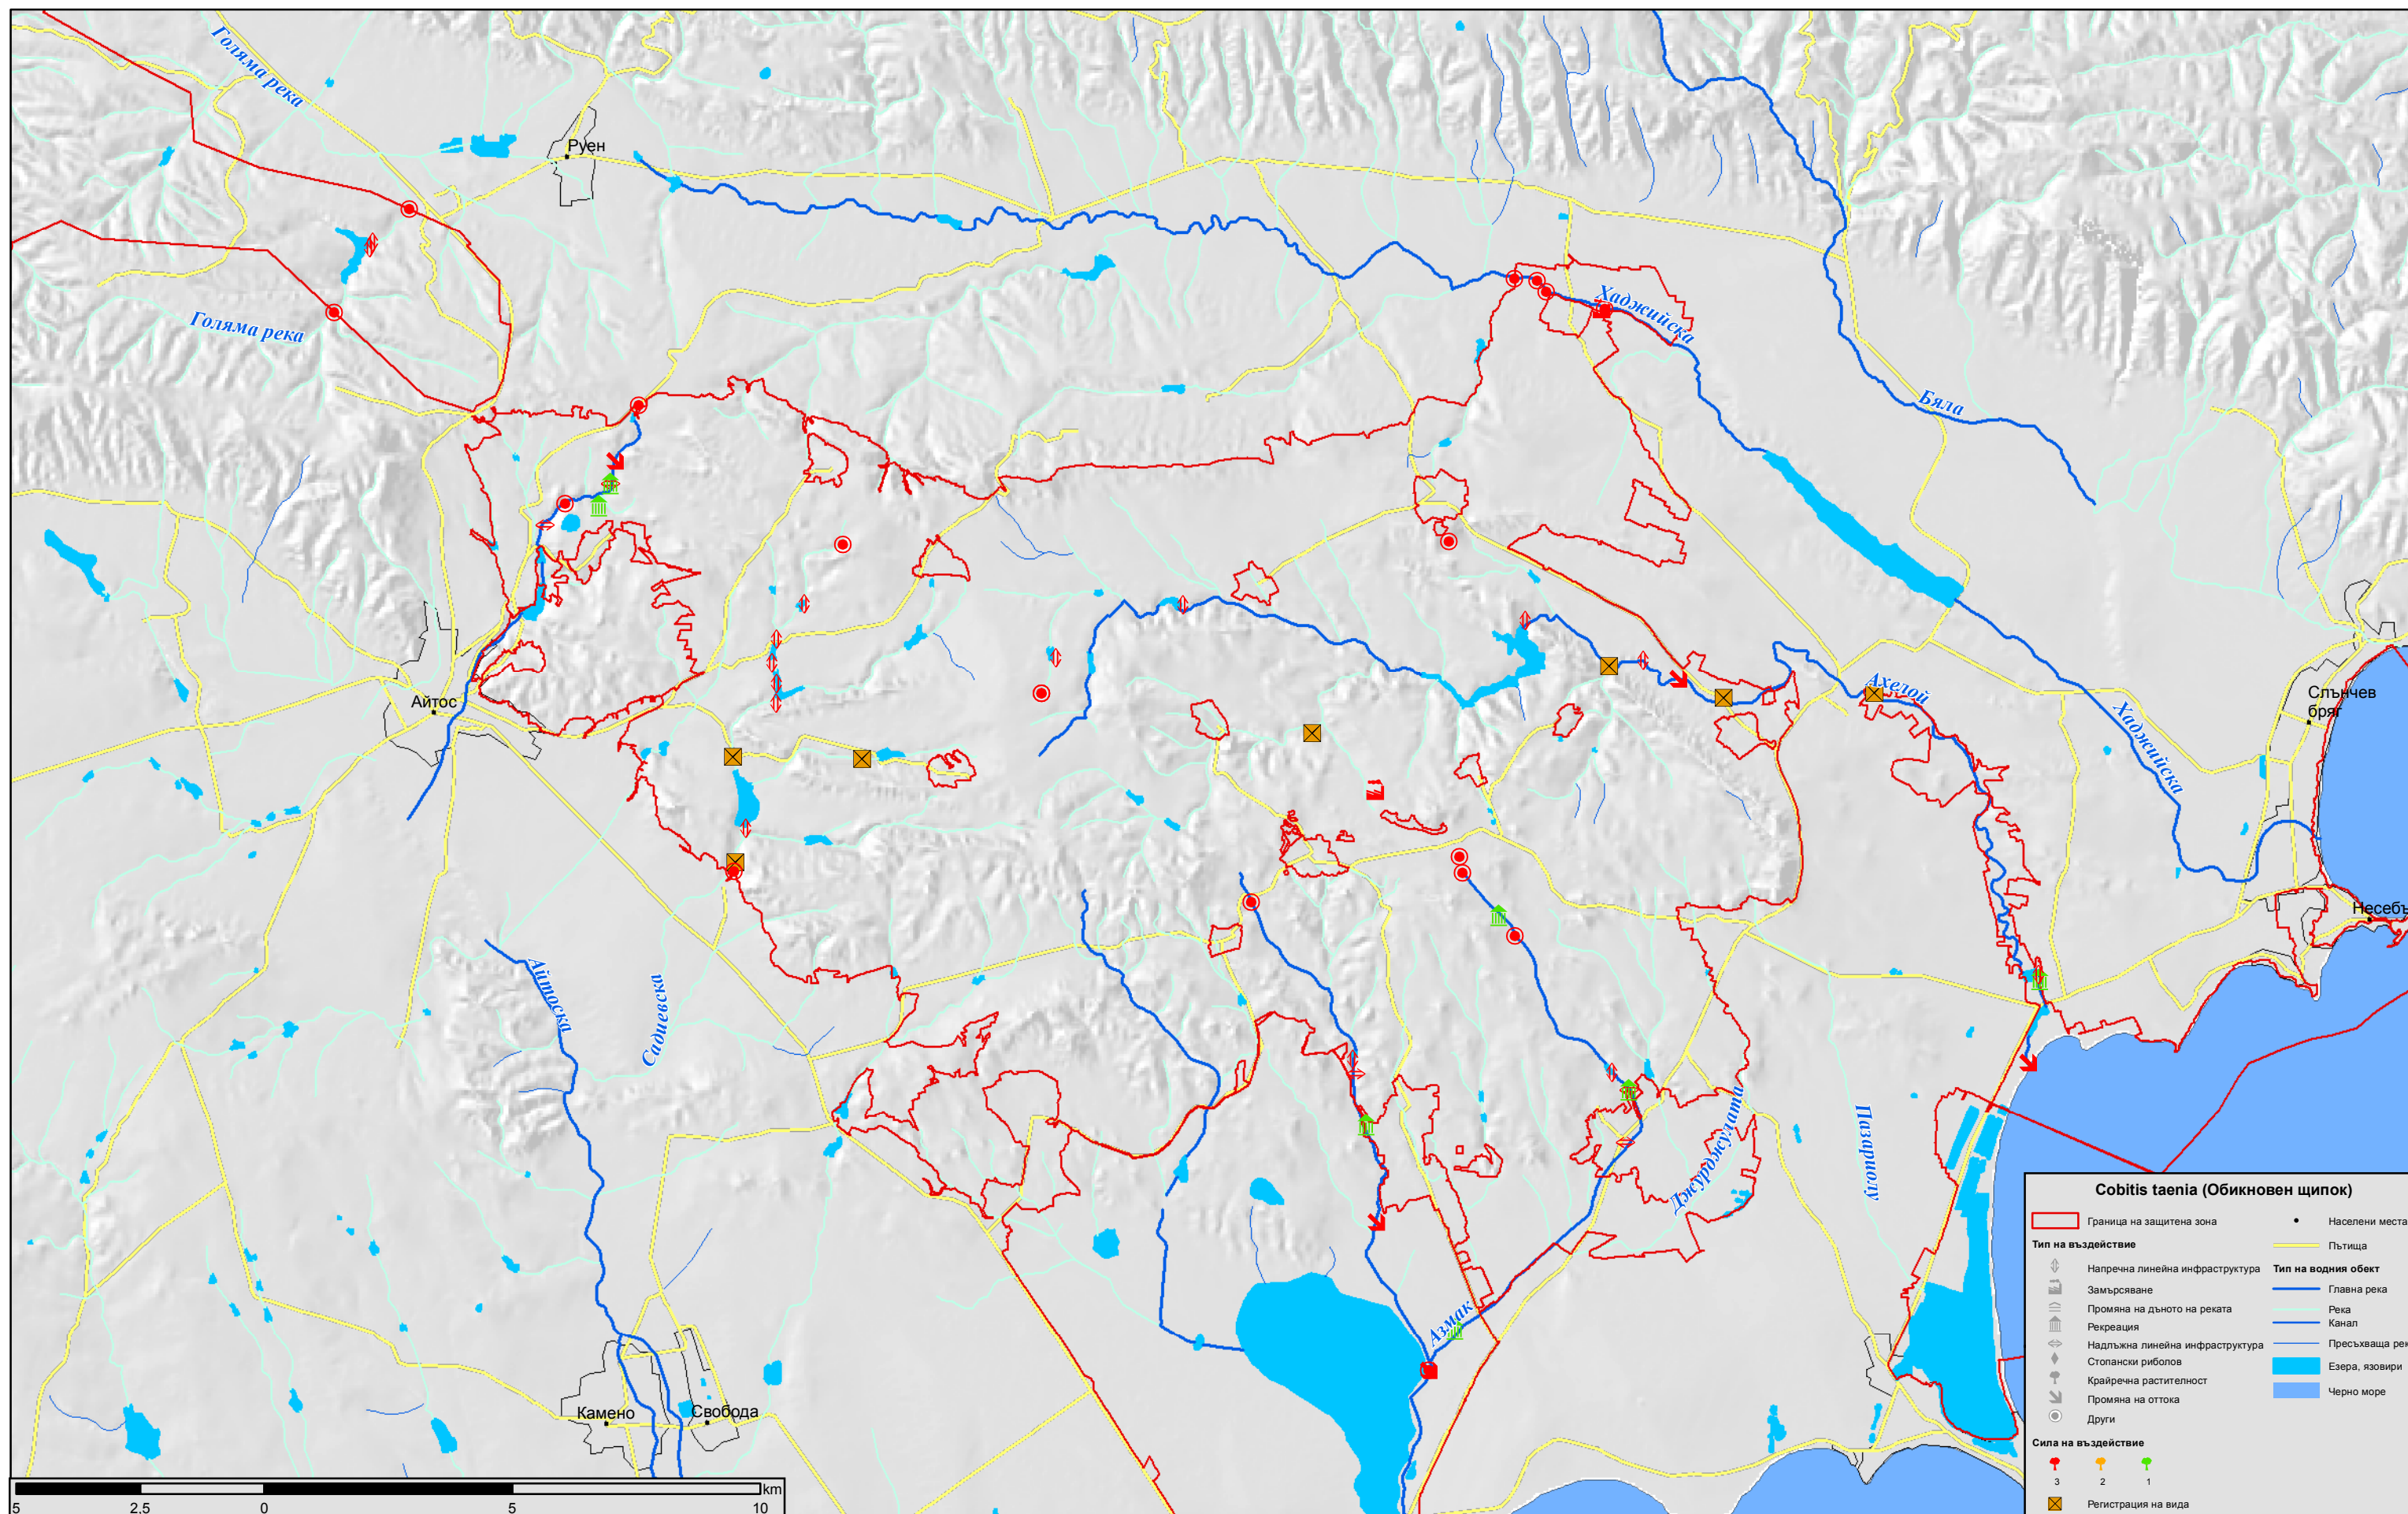 Голяма река
Руен
Голяма река
Хаджийска
Бяла
Айтос
Ахелой
Хаджийска
Слънчев
бряг
Несебъ
Айтоска
Садиевска
Джурджулата
Пазариолу
Азмак
Камено
Свобода
Cobitis taenia (Обикновен щипок)
Граница на защитена зона
Населени места
Тип на въздействие
Пътища
Напречна линейна инфраструктура
Тип на водния обект
Замърсяване
Главна река
Промяна на дъното на реката
Река
Рекреация
Канал
Надлъжна линейна инфраструктура
Пресъхваща рек
Стопански риболов
Езера, язовири
Крайречна растителност
Промяна на оттока
Черно море
Други
Сила на въздействие
3 2 1
Регистрация на вида
km
5 2,5 0 5 10